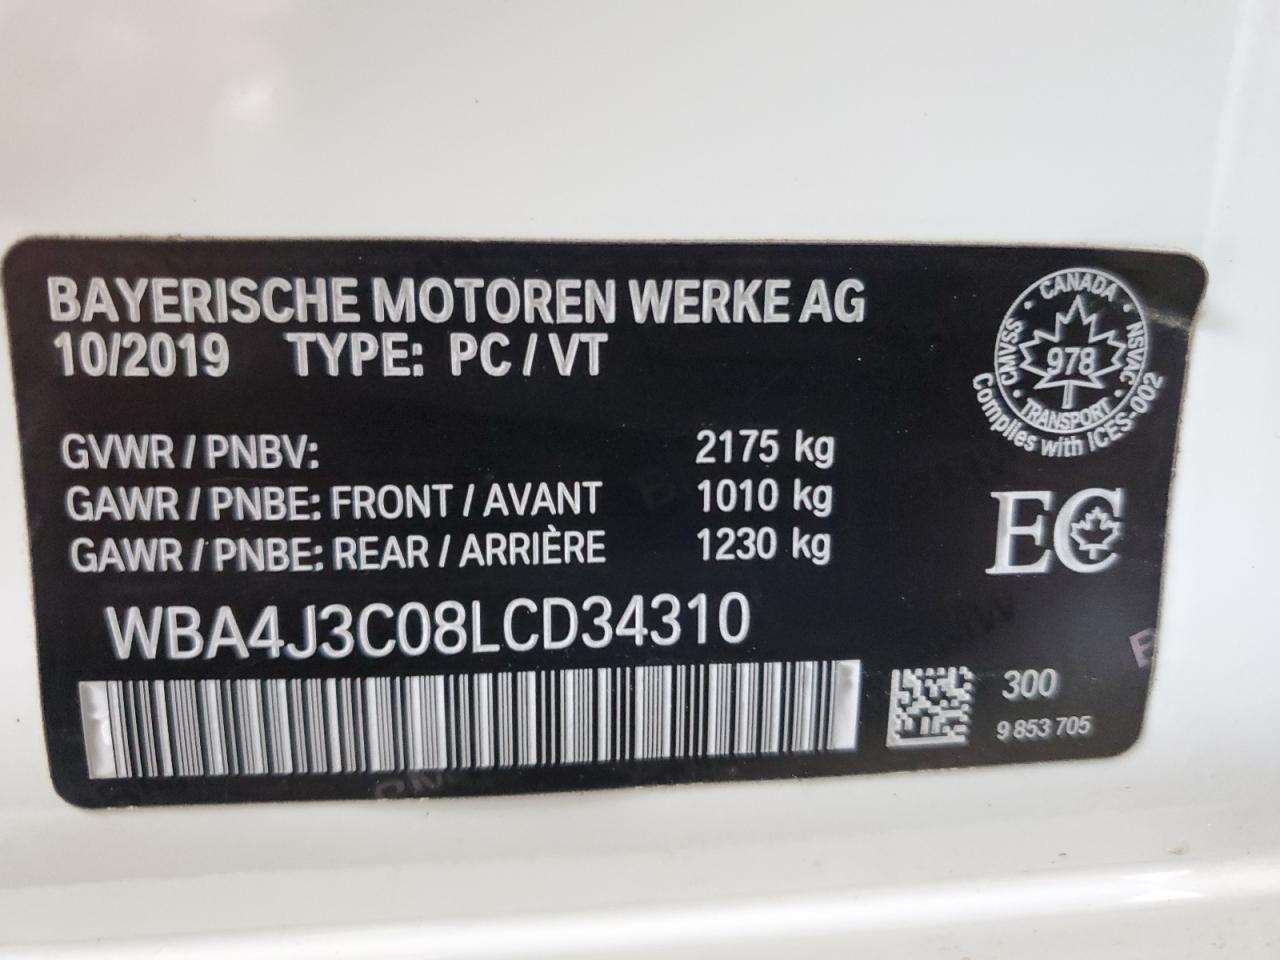 BAYERISCHE MOTOREN WERKE AG
10/2019 TYPE: PC / VT
GVWR / PNBV: 2175 kg
GAWR / PNBE: FRONT / AVANT 1010 kg
GAWR / PNBE: REAR / ARRIÈRE 1230 kg
WBA4J3C08LCD34310
CANADA
CMVSS
NSVAC
978
TRANSPORT
Complies with ICES-002
EC
300
9 853 705